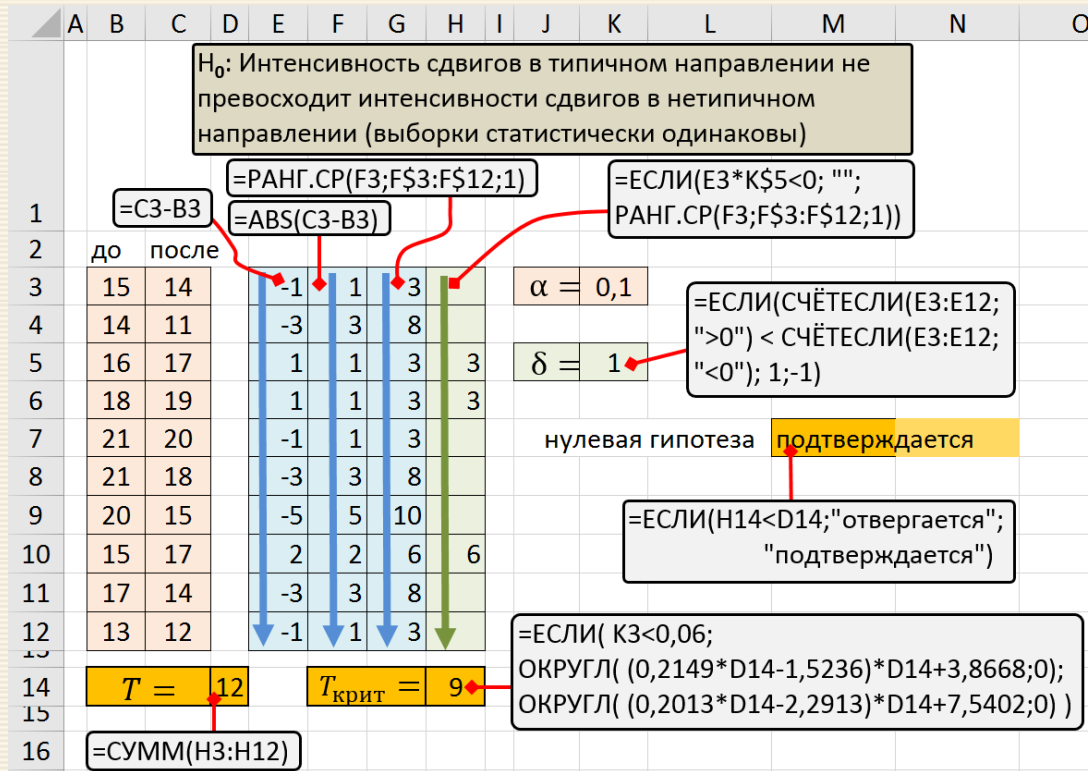 A B C D E F G H I J K L M N O
H₀: Интенсивность сдвигов в типичном направлении не
превосходит интенсивности сдвигов в нетипичном
направлении (выборки статистически одинаковы)
=РАНГ.СР(F3;F$3:F$12;1)
=ЕСЛИ(E3*K$5<0; "";
РАНГ.СР(F3;F$3:F$12;1))
1
=C3-B3
=ABS(C3-B3)
2 до после
3 15 14 -1 1 3 α = 0,1
4 14 11 -3 3 8
=ЕСЛИ(СЧЁТЕСЛИ(E3:E12;
">0") < СЧЁТЕСЛИ(E3:E12;
"<0"); 1;-1)
5 16 17 1 1 3 3 δ = 1
6 18 19 1 1 3 3
7 21 20 -1 1 3 нулевая гипотеза подтверждается
8 21 18 -3 3 8
9 20 15 -5 5 10
=ЕСЛИ(H14<D14;"отвергается";
"подтверждается")
10 15 17 2 2 6 6
11 17 14 -3 3 8
12 13 12 -1 1 3
=ЕСЛИ( K3<0,06;
ОКРУГЛ( (0,2149*D14-1,5236)*D14+3,8668;0);
ОКРУГЛ( (0,2013*D14-2,2913)*D14+7,5402;0) )
13
14 T = 12 Tкрит = 9
15
16 =СУММ(H3:H12)